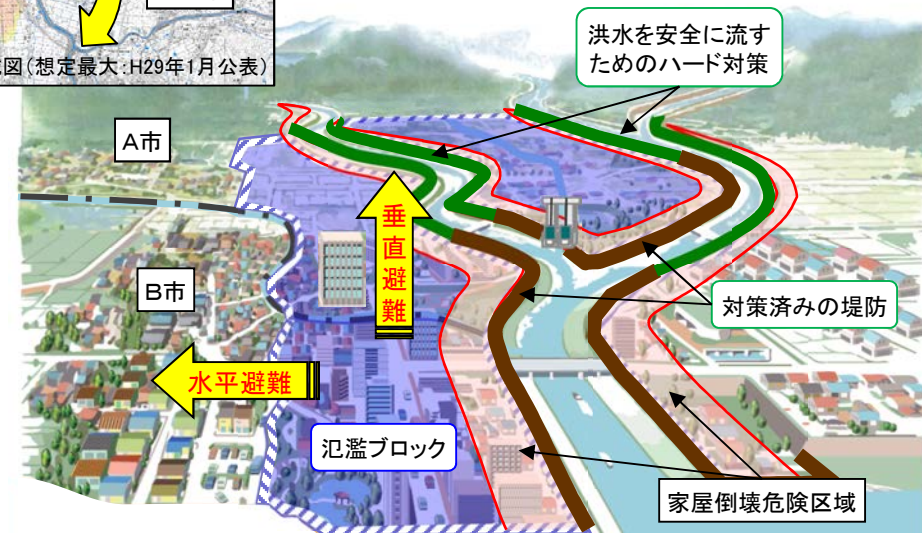 図(想定最大:H29年1月公表)
洪水を安全に流す
ためのハード対策
A市
垂直避難
B市
対策済みの堤防
水平避難
氾濫ブロック
家屋倒壊危険区域